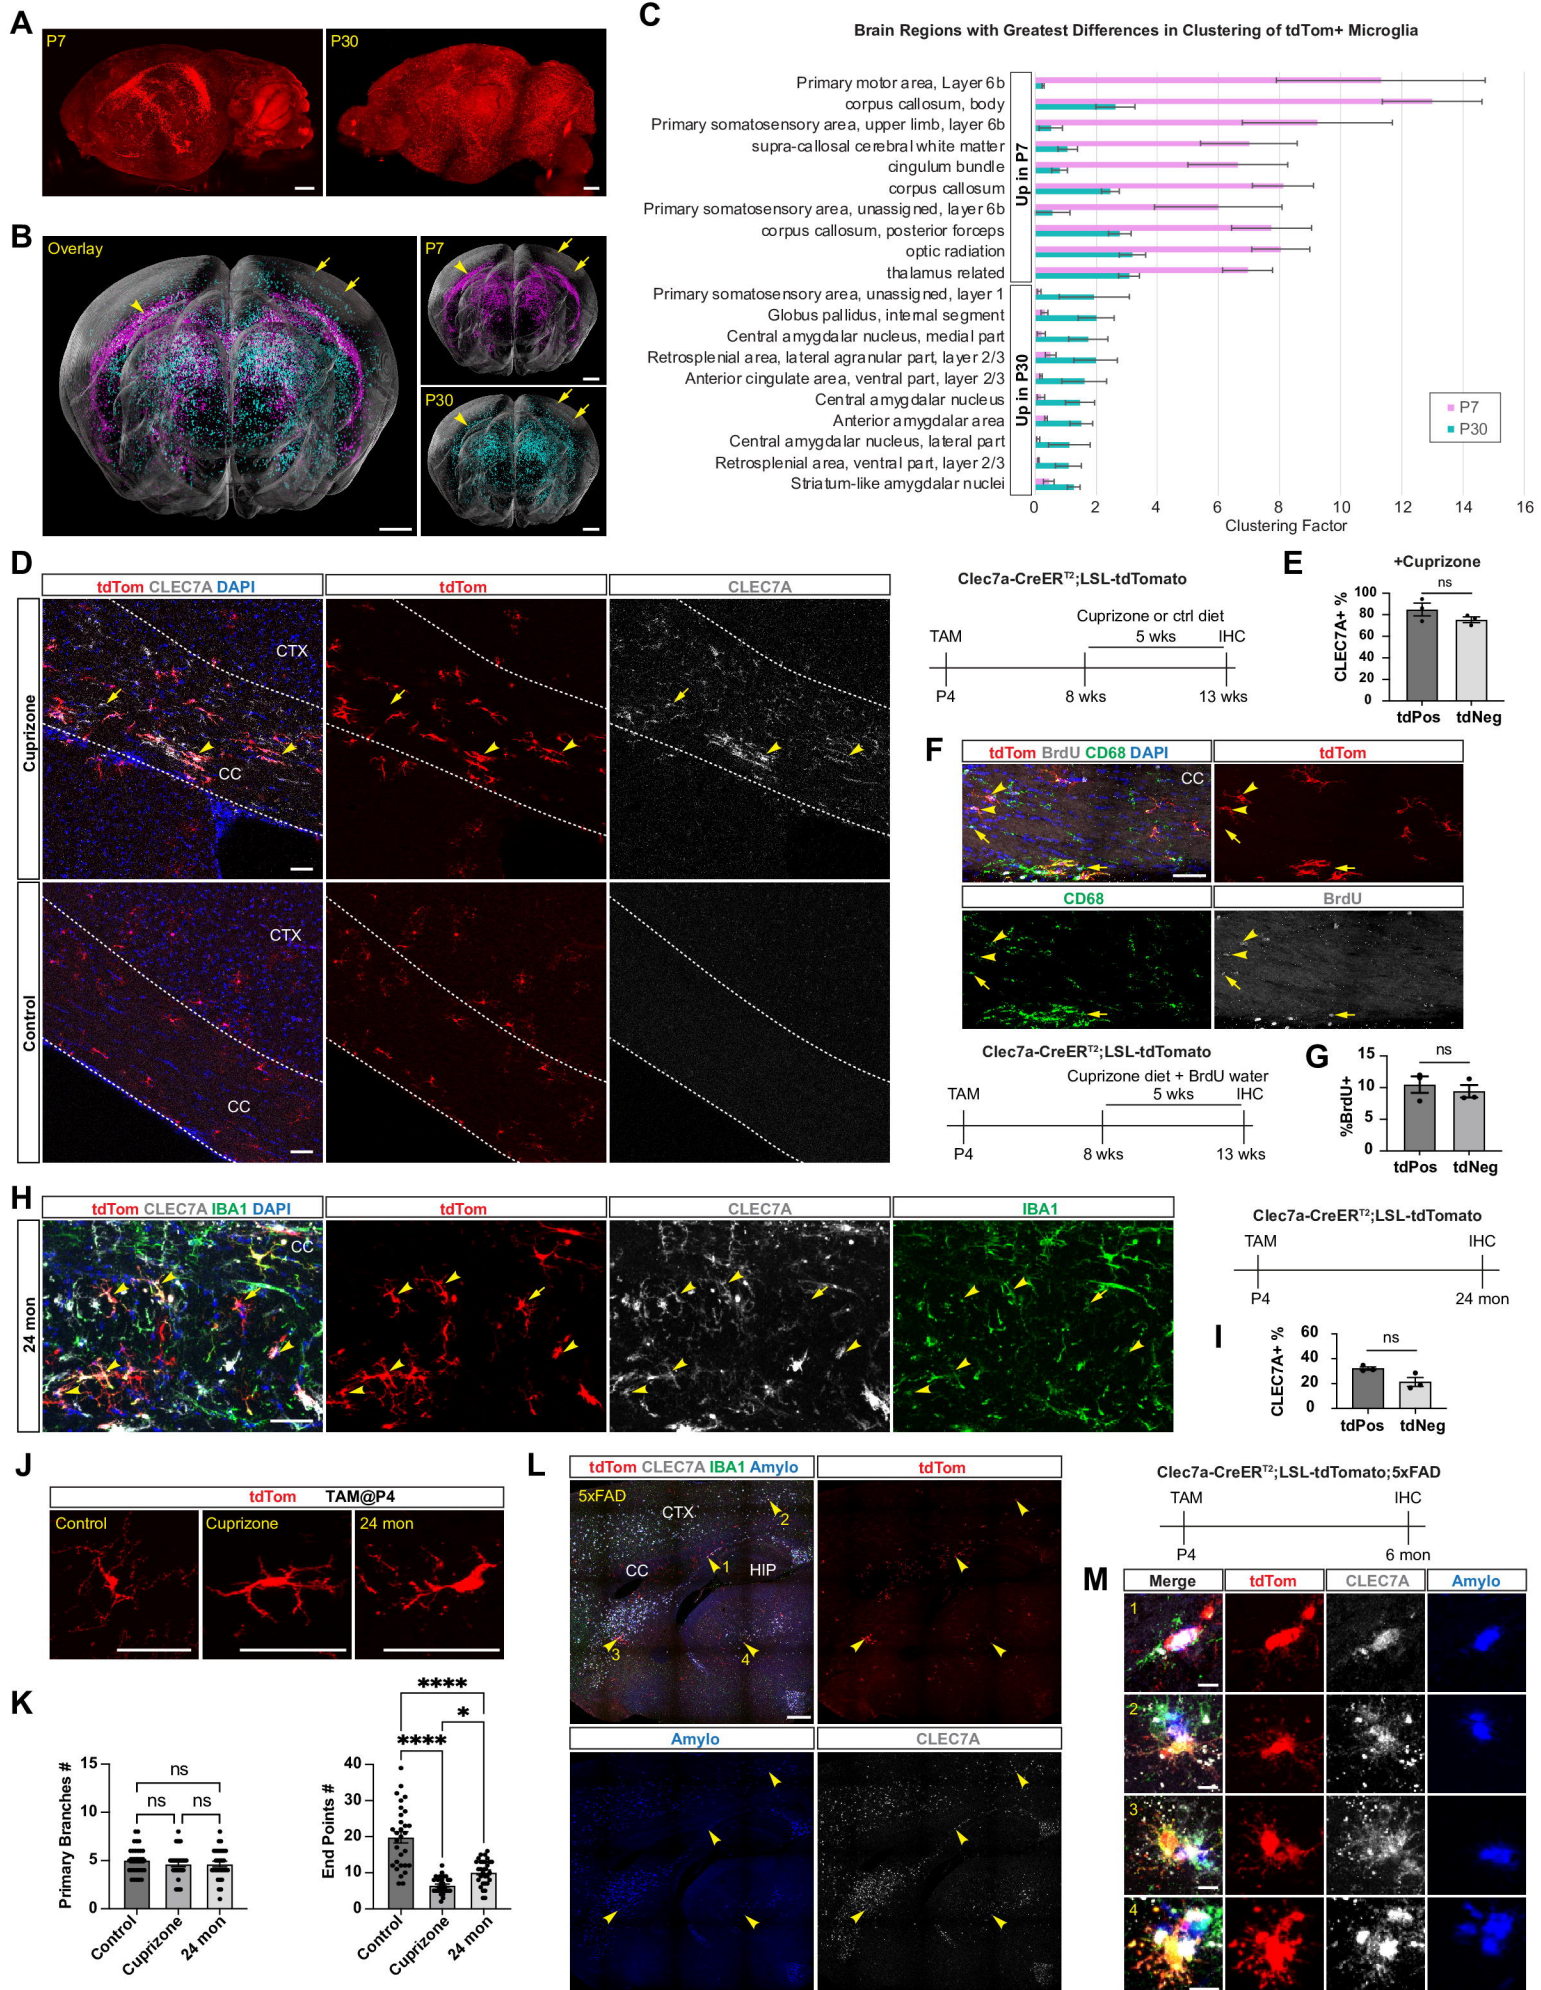 A
P7
P30
B
Overlay
P7
P30
C
Brain Regions with Greatest Differences in Clustering of tdTom+ Microglia
Up in P7
Primary motor area, Layer 6b
corpus callosum, body
Primary somatosensory area, upper limb, layer 6b
supra-callosal cerebral white matter
cingulum bundle
corpus callosum
Primary somatosensory area, unassigned, layer 6b
corpus callosum, posterior forceps
optic radiation
thalamus related
Up in P30
Primary somatosensory area, unassigned, layer 1
Globus pallidus, internal segment
Central amygdalar nucleus, medial part
Retrosplenial area, lateral agranular part, layer 2/3
Anterior cingulate area, ventral part, layer 2/3
Central amygdalar nucleus
Anterior amygdalar area
Central amygdalar nucleus, lateral part
Retrosplenial area, ventral part, layer 2/3
Striatum-like amygdalar nuclei
P7
P30
0 2 4 6 8 10 12 14 16
Clustering Factor
D
tdTom CLEC7A DAPI
tdTom
CLEC7A
Cuprizone
CTX
CC
Control
CTX
CC
Clec7a-CreERT2;LSL-tdTomato
Cuprizone or ctrl diet
TAM 5 wks IHC
P4 8 wks 13 wks
E
+Cuprizone
ns
CLEC7A+ %
100
80
60
40
20
0
tdPos tdNeg
F
tdTom BrdU CD68 DAPI
tdTom
CC
CD68
BrdU
Clec7a-CreERT2;LSL-tdTomato
Cuprizone diet + BrdU water
TAM 5 wks IHC
P4 8 wks 13 wks
G
ns
%BrdU+
15
10
5
0
tdPos tdNeg
H
tdTom CLEC7A IBA1 DAPI
tdTom
CLEC7A
IBA1
24 mon
CC
Clec7a-CreERT2;LSL-tdTomato
TAM IHC
P4 24 mon
I
ns
CLEC7A+ %
60
40
20
0
tdPos tdNeg
J
tdTom TAM@P4
Control
Cuprizone
24 mon
K
Primary Branches #
15
10
5
0
ns
ns ns
Control Cuprizone 24 mon
End Points #
40
30
20
10
0
****
*
****
Control Cuprizone 24 mon
L
tdTom CLEC7A IBA1 Amylo
tdTom
5xFAD
CTX
2
1
CC
HIP
3
4
Amylo
CLEC7A
Clec7a-CreERT2;LSL-tdTomato;5xFAD
TAM IHC
P4 6 mon
M
Merge
tdTom
CLEC7A
Amylo
1
2
3
4